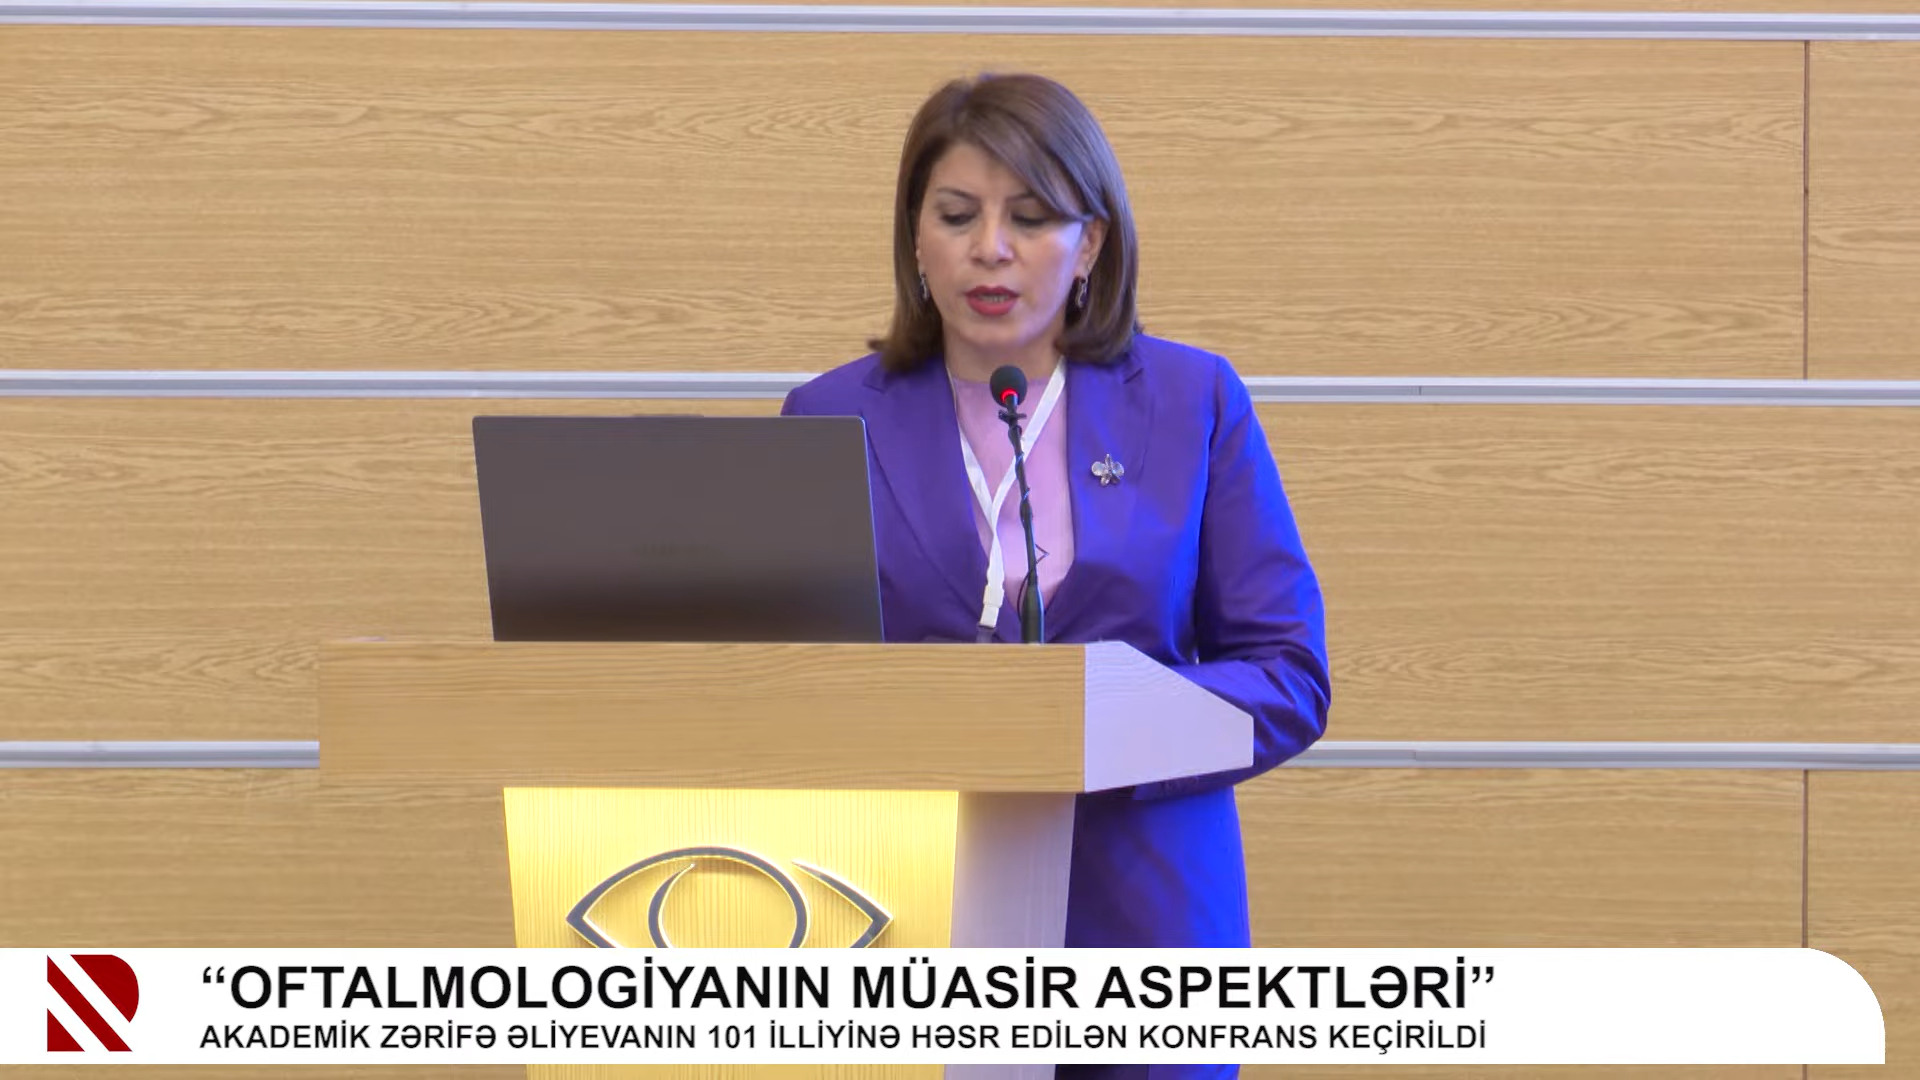 “OFTALMOLOGİYANIN MÜASİR ASPEKTLƏRİ”
AKADEMİK ZƏRİFƏ ƏLİYEVANIN 101 İLLİYİNƏ HƏSR EDİLƏN KONFRANS KEÇİRİLDİ